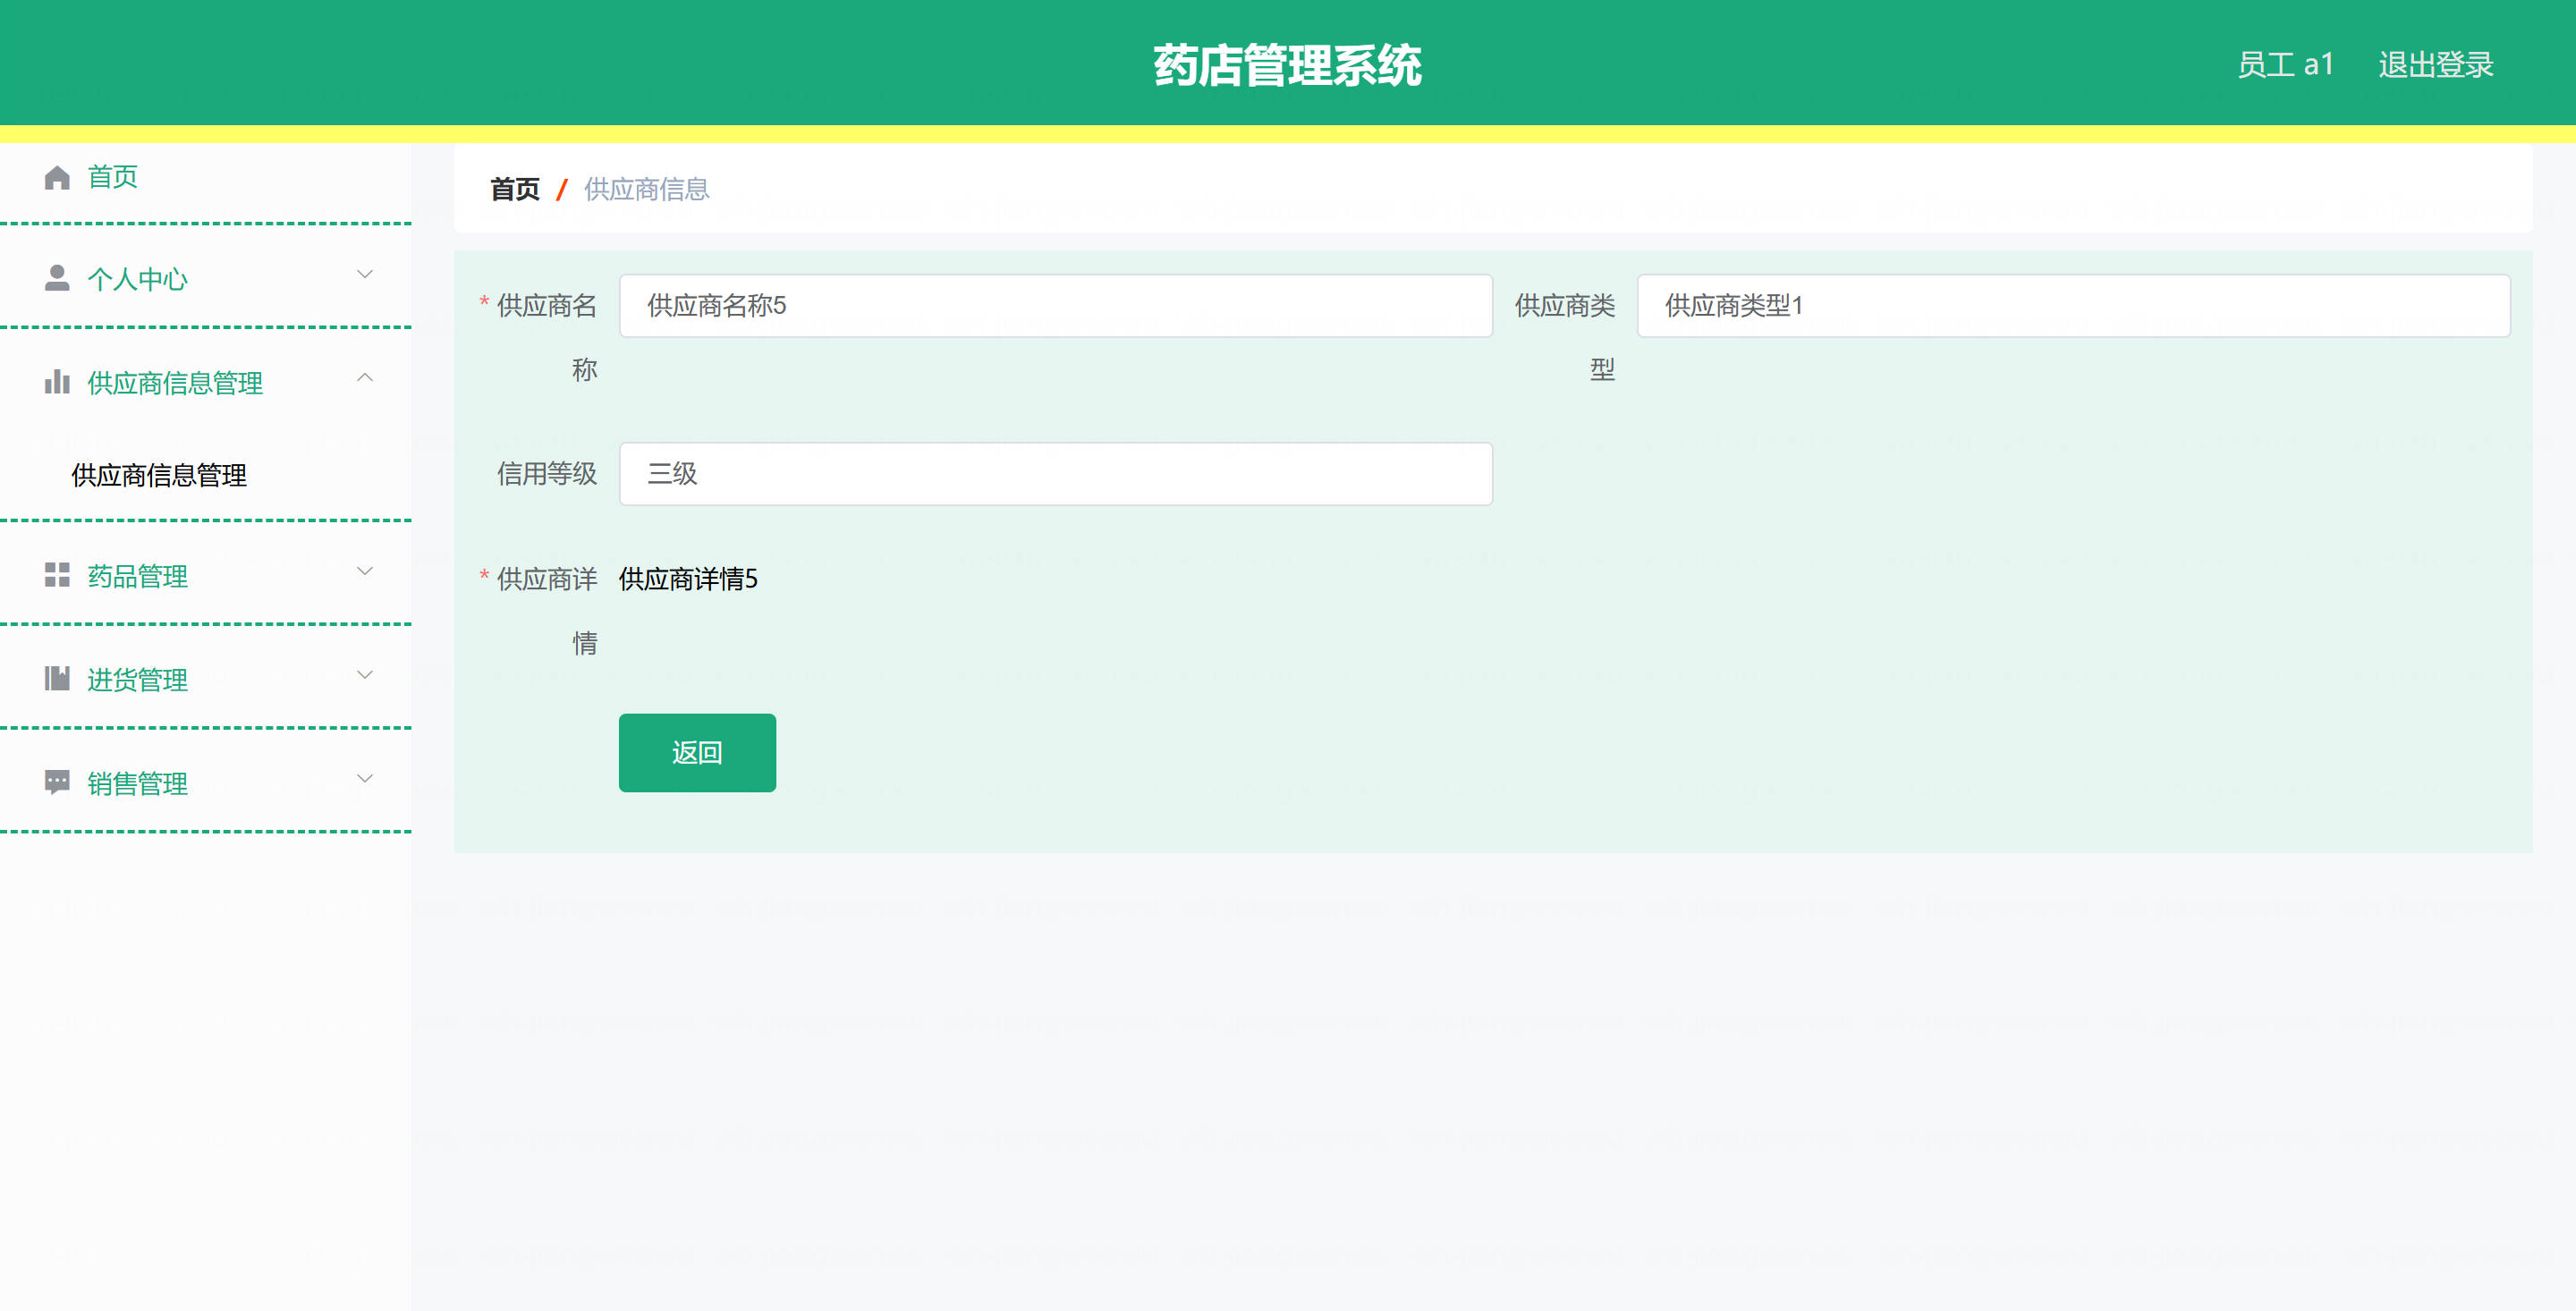 药店管理系统
员工 a1 退出登录
首页
个人中心
供应商信息管理
供应商信息管理
药品管理
进货管理
销售管理
首页 / 供应商信息
* 供应商名称 供应商名称5
供应商类型 供应商类型1
信用等级 三级
* 供应商详情 供应商详情5
返回